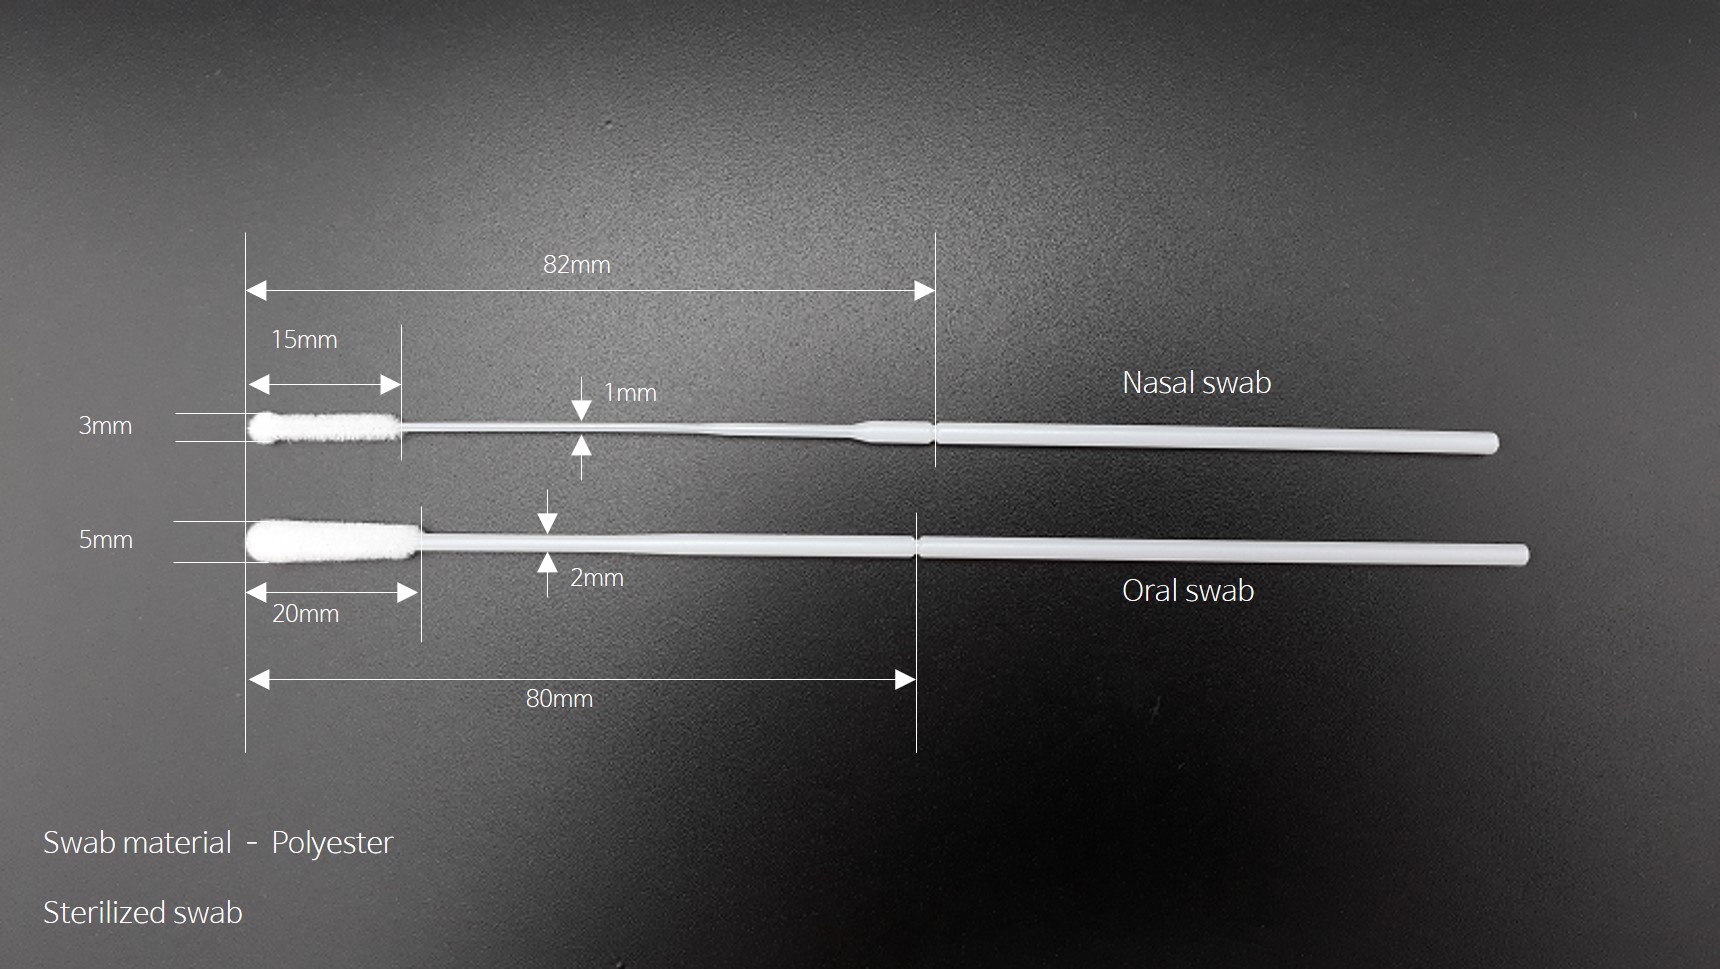 82mm
15mm
1mm
Nasal swab
3mm
5mm
2mm
Oral swab
20mm
80mm
Swab material - Polyester
Sterilized swab